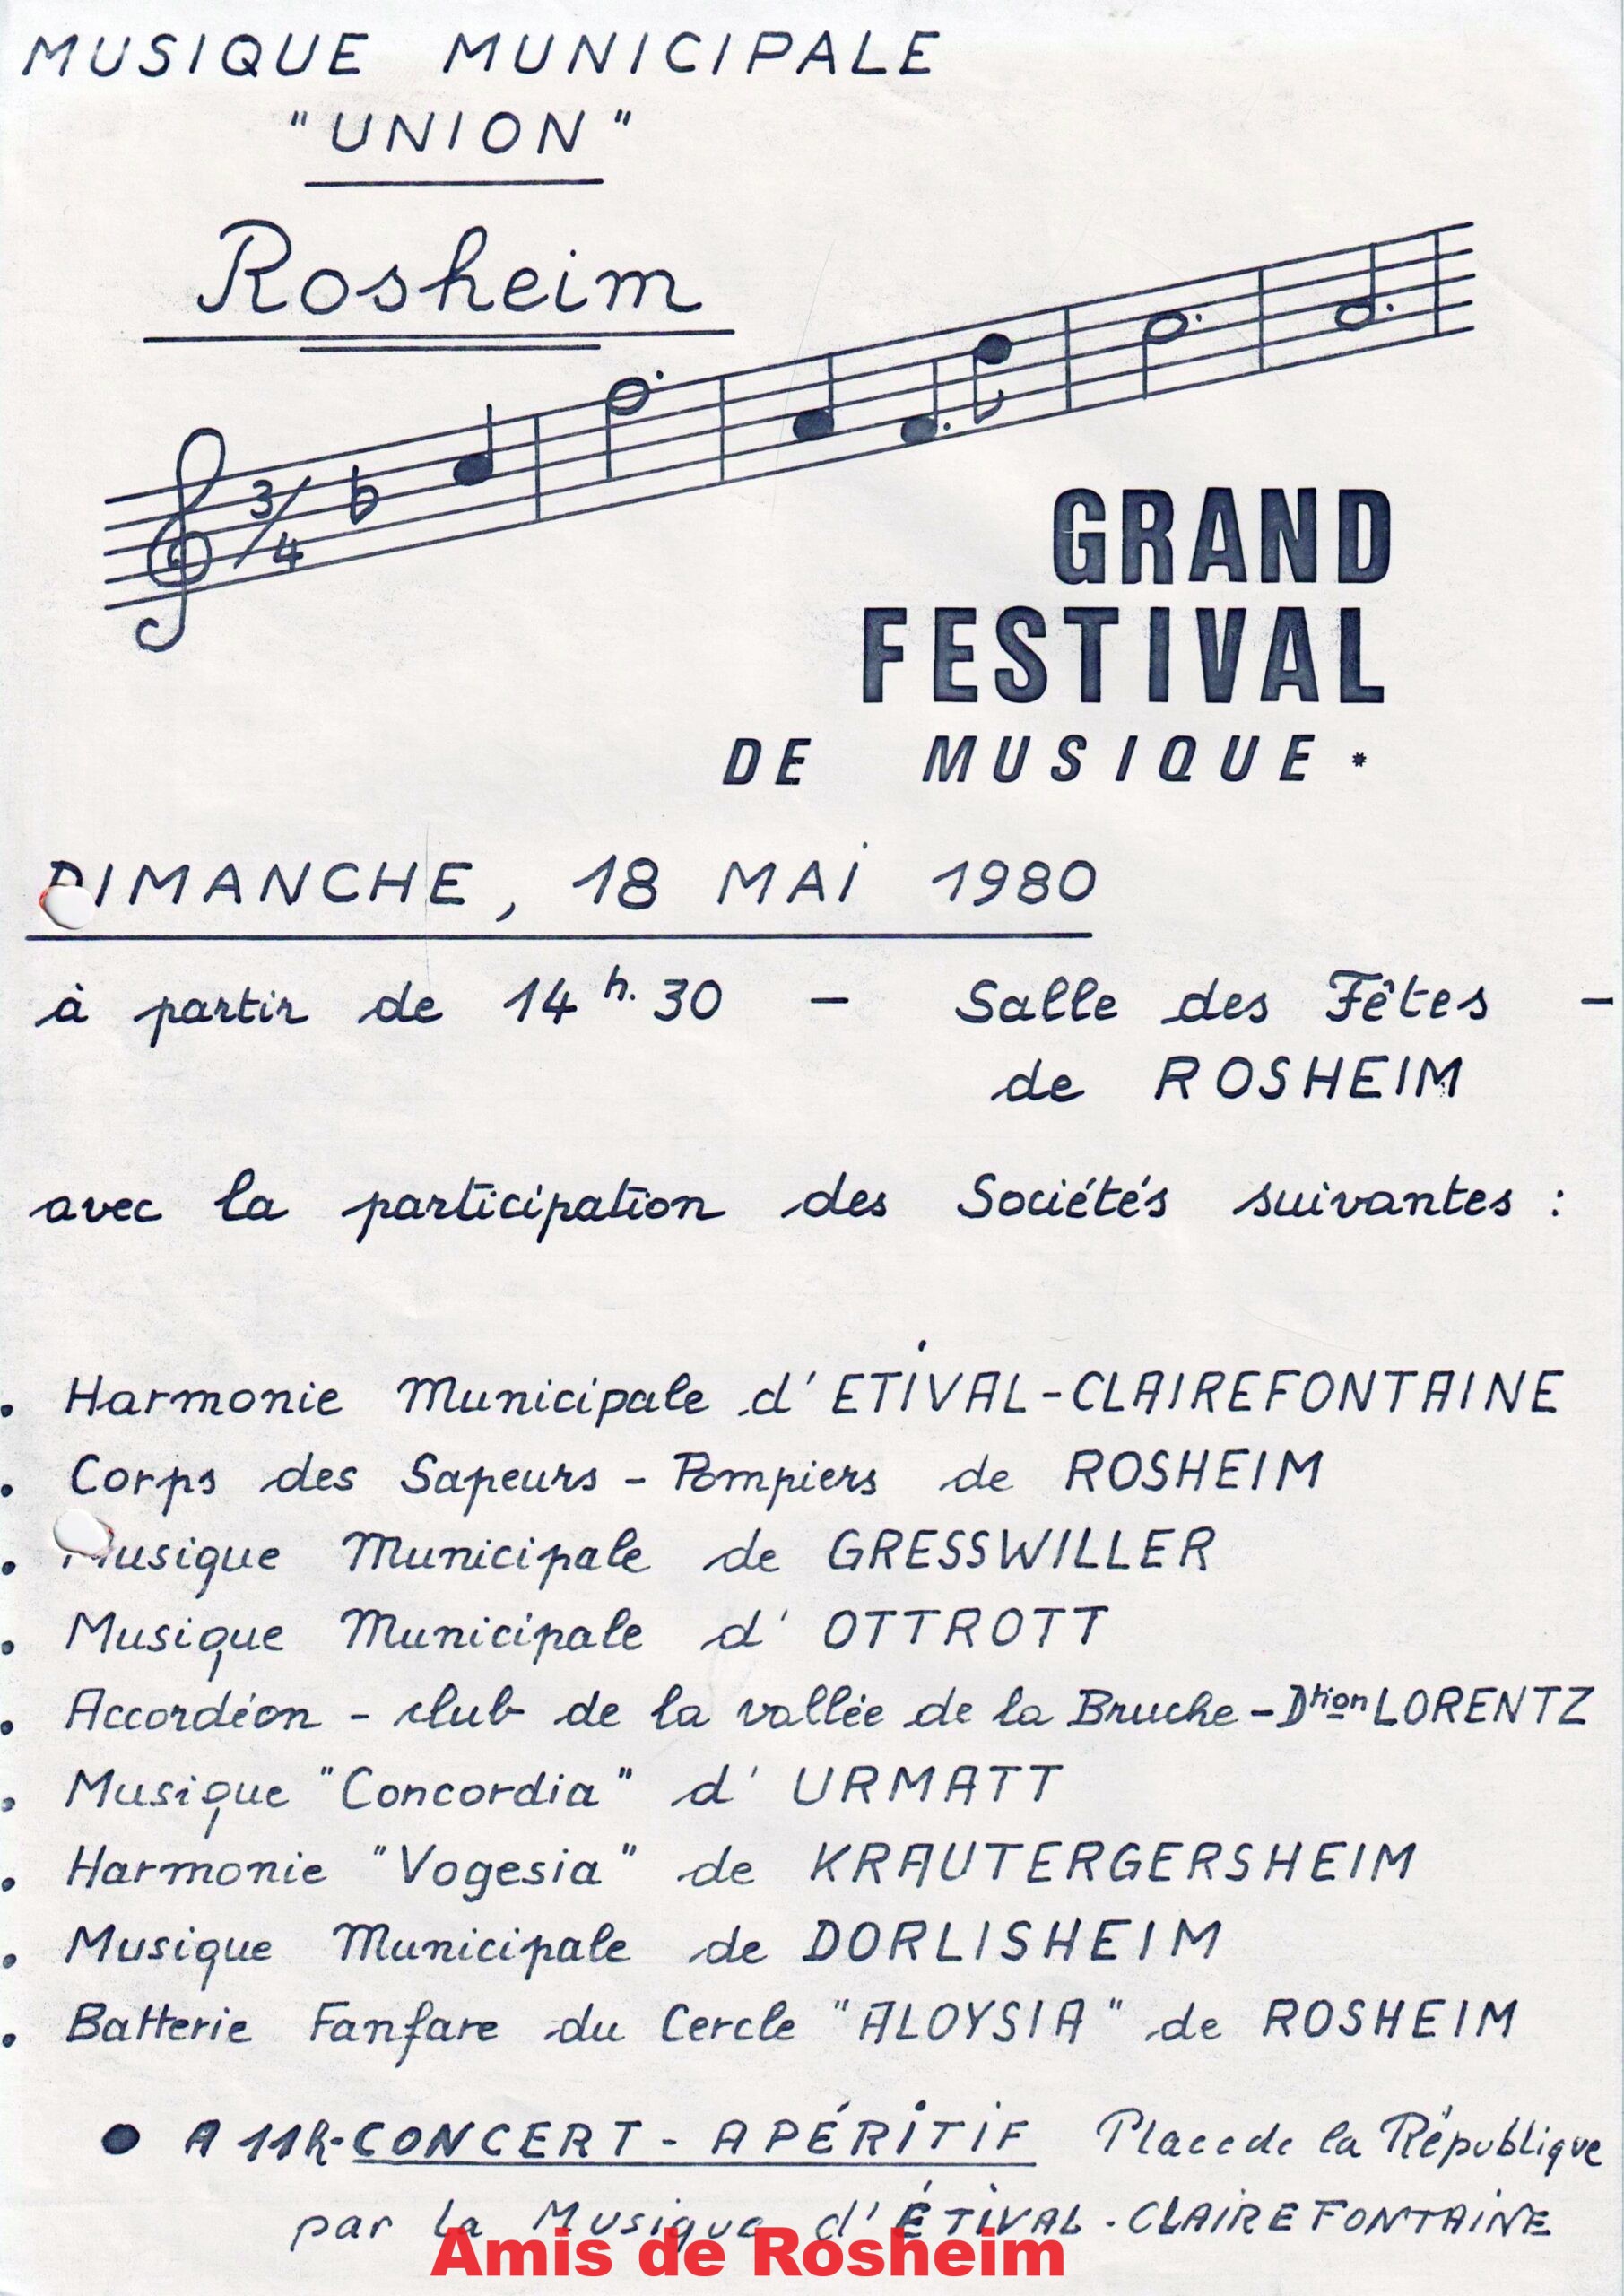 MUSIQUE MUNICIPALE
"UNION"
Rosheim
3/4
GRAND
FESTIVAL
DE MUSIQUE *
DIMANCHE, 18 MAI 1980
à partir de 14 h. 30 - Salle des Fêtes -
de ROSHEIM
avec la participation des Sociétés suivantes :
. Harmonie Municipale d'ETIVAL-CLAIREFONTAINE
. Corps des Sapeurs-Pompiers de ROSHEIM
. Musique Municipale de GRESSWILLER
. Musique Municipale d'OTTROTT
. Accordéon-club de la vallée de la Bruche - Dtion LORENTZ
. Musique "Concordia" d'URMATT
. Harmonie "Vogesia" de KRAUTERGERSHEIM
. Musique Municipale de DORLISHEIM
. Batterie Fanfare du Cercle "ALOYSIA" de ROSHEIM
● A 11h. CONCERT-APÉRITIF Place de la République
par la Musique d'ÉTIVAL-CLAIREFONTAINE
Amis de Rosheim